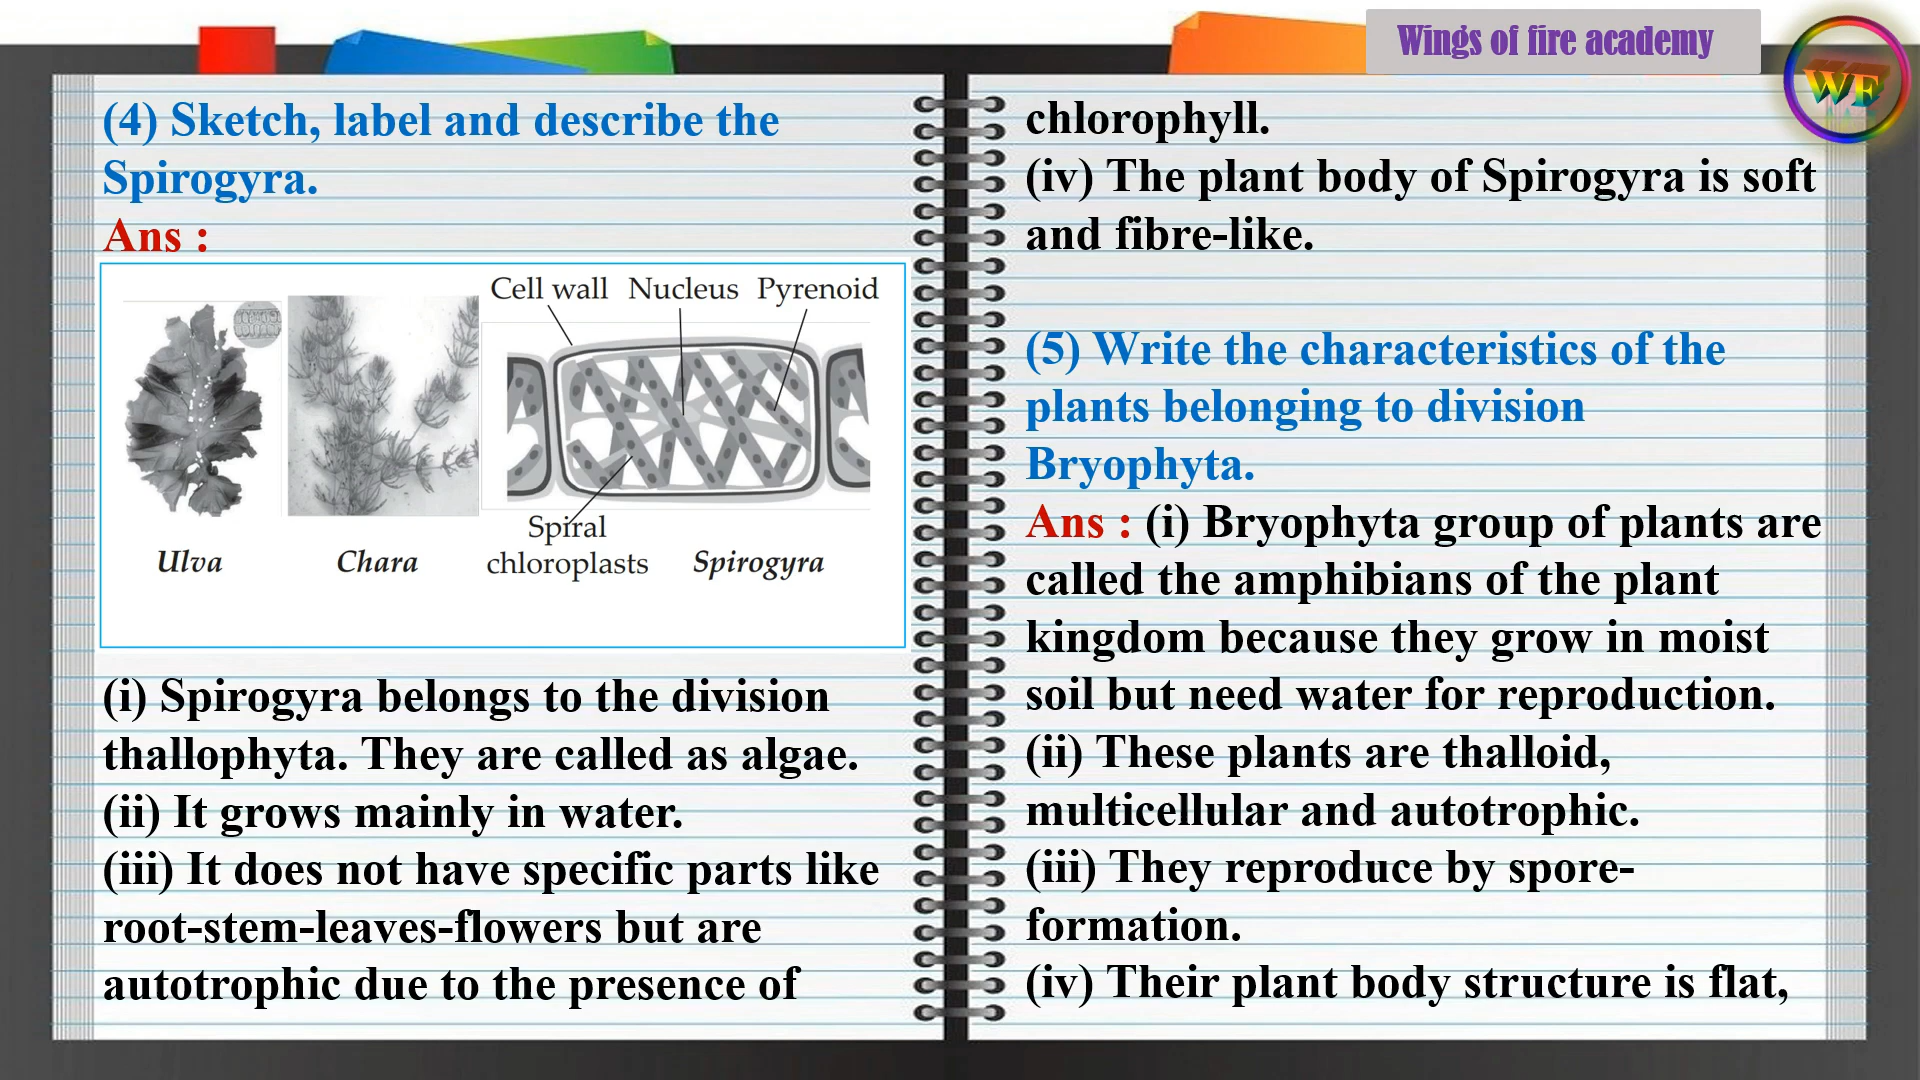 Wings of fire academy
WE
(4) Sketch, label and describe the
Spirogyra.
Ans :
Cell wall Nucleus Pyrenoid
Spiral
chloroplasts
Ulva Chara Spirogyra
(i) Spirogyra belongs to the division
thallophyta. They are called as algae.
(ii) It grows mainly in water.
(iii) It does not have specific parts like
root-stem-leaves-flowers but are
autotrophic due to the presence of
chlorophyll.
(iv) The plant body of Spirogyra is soft
and fibre-like.
(5) Write the characteristics of the
plants belonging to division
Bryophyta.
Ans : (i) Bryophyta group of plants are
called the amphibians of the plant
kingdom because they grow in moist
soil but need water for reproduction.
(ii) These plants are thalloid,
multicellular and autotrophic.
(iii) They reproduce by spore-
formation.
(iv) Their plant body structure is flat,